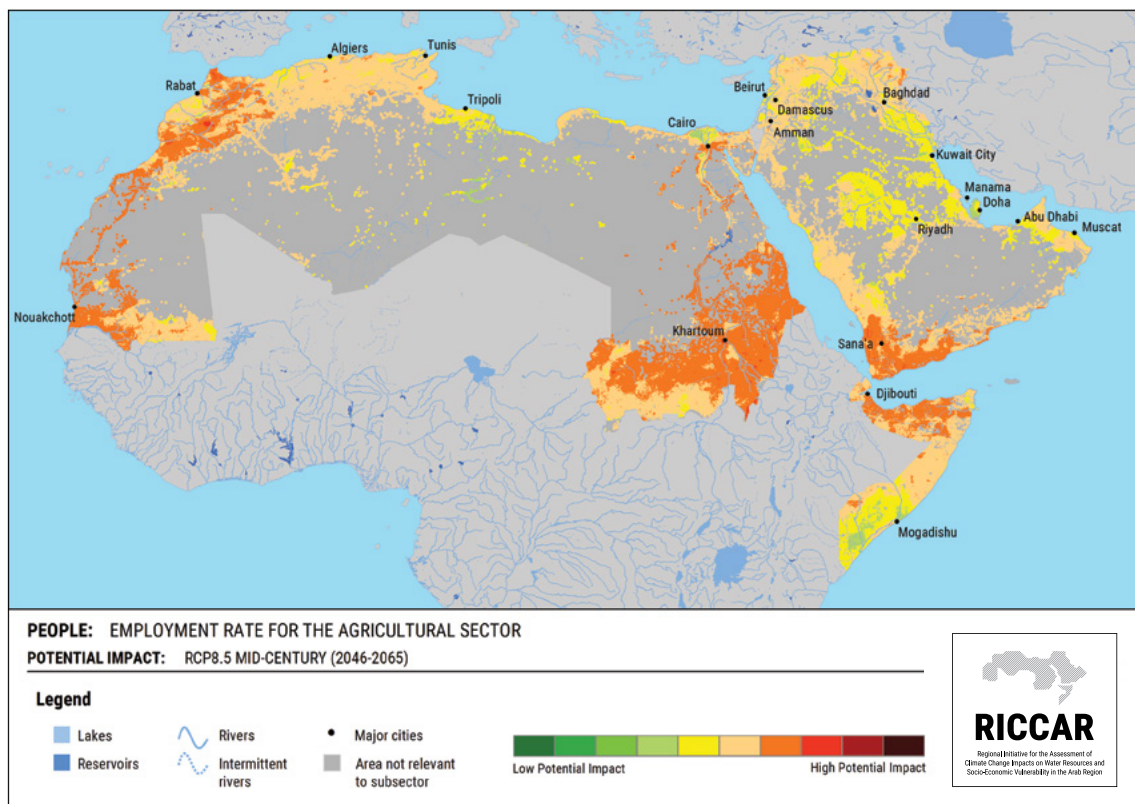 Algiers
Tunis
Rabat
Tripoli
Beirut
Damascus
Amman
Baghdad
Cairo
Kuwait City
Manama
Doha
Riyadh
Abu Dhabi
Muscat
Nouakchott
Khartoum
Sana'a
Djibouti
Mogadishu
PEOPLE: EMPLOYMENT RATE FOR THE AGRICULTURAL SECTOR
POTENTIAL IMPACT: RCP8.5 MID-CENTURY (2046-2065)
Legend
Lakes
Reservoirs
Rivers
Intermittent
rivers
Major cities
Area not relevant
to subsector
Low Potential Impact
High Potential Impact
RICCAR
Regional Initiative for the Assessment of
Climate Change Impacts on Water Resources and
Socio-Economic Vulnerability in the Arab Region